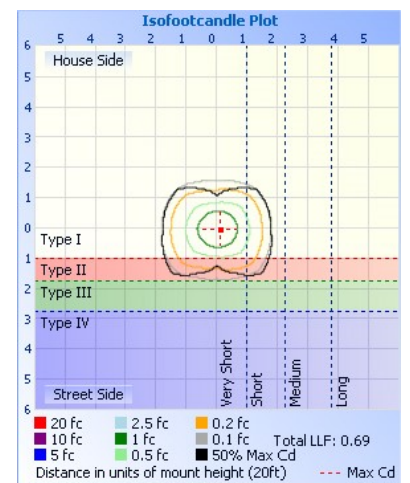 Isofootcandle Plot
5 4 3 2 1 0 1 2 3 4 5
6
House Side
5
4
3
2
1
0
Type I
1
Type II
2
Type III
3
Type IV
4
5
Street Side
6
Very Short
Short
Medium
Long
20 fc 2.5 fc 0.2 fc
10 fc 1 fc 0.1 fc Total LLF: 0.69
5 fc 0.5 fc 50% Max Cd
Distance in units of mount height (20ft) --- Max Cd